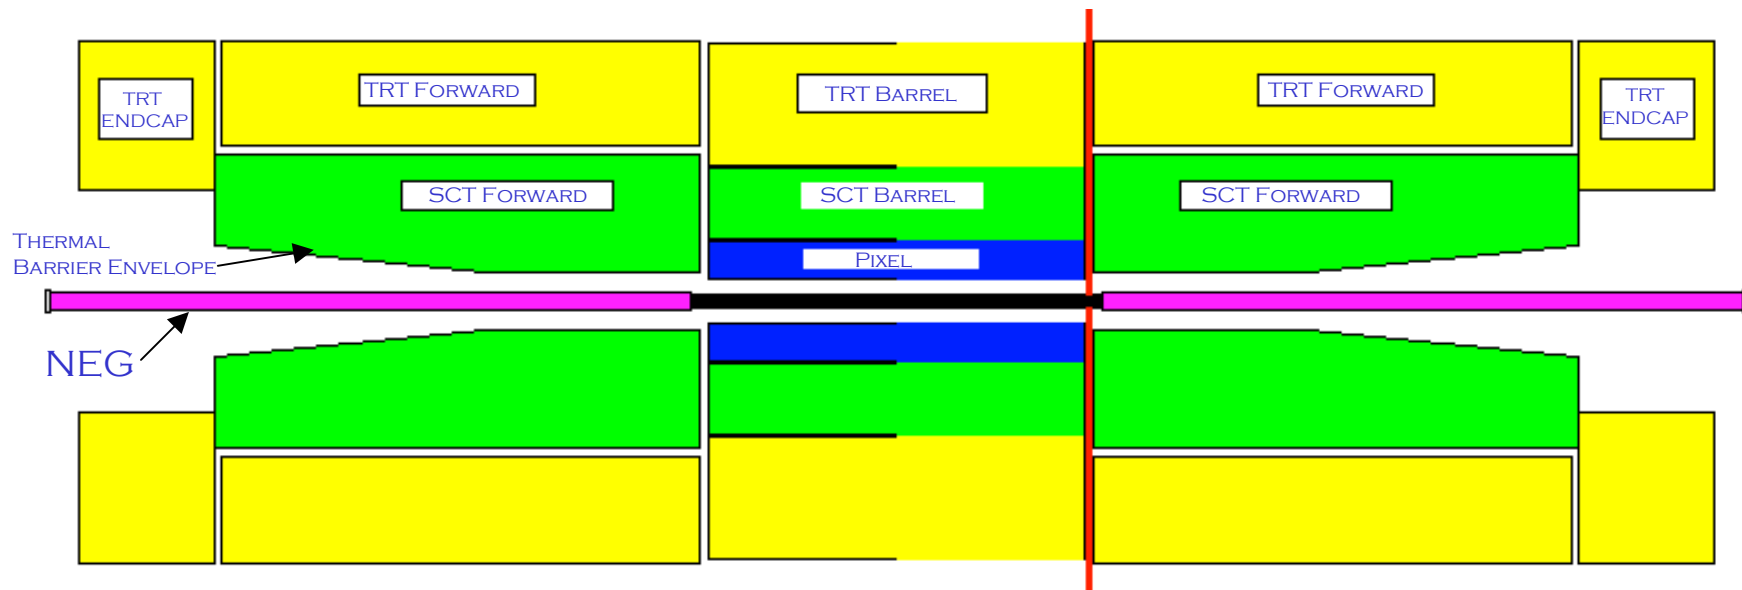 TRT
ENDCAP
TRT FORWARD
TRT BARREL
TRT FORWARD
TRT
ENDCAP
SCT FORWARD
SCT BARREL
SCT FORWARD
THERMAL
BARRIER ENVELOPE
PIXEL
NEG